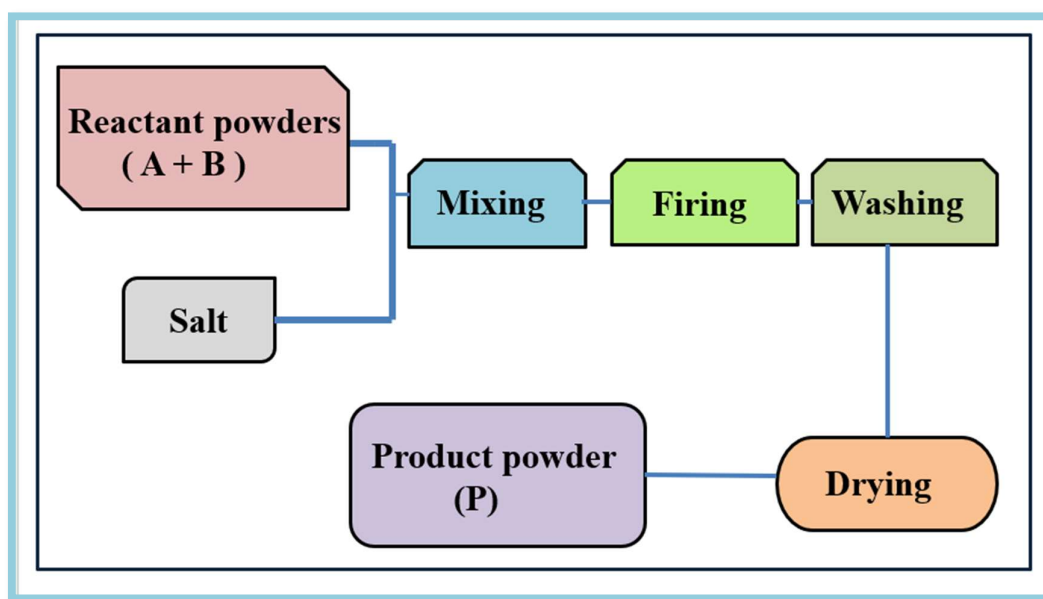 Reactant powders
( A + B )
Salt
Mixing
Firing
Washing
Drying
Product powder
(P)